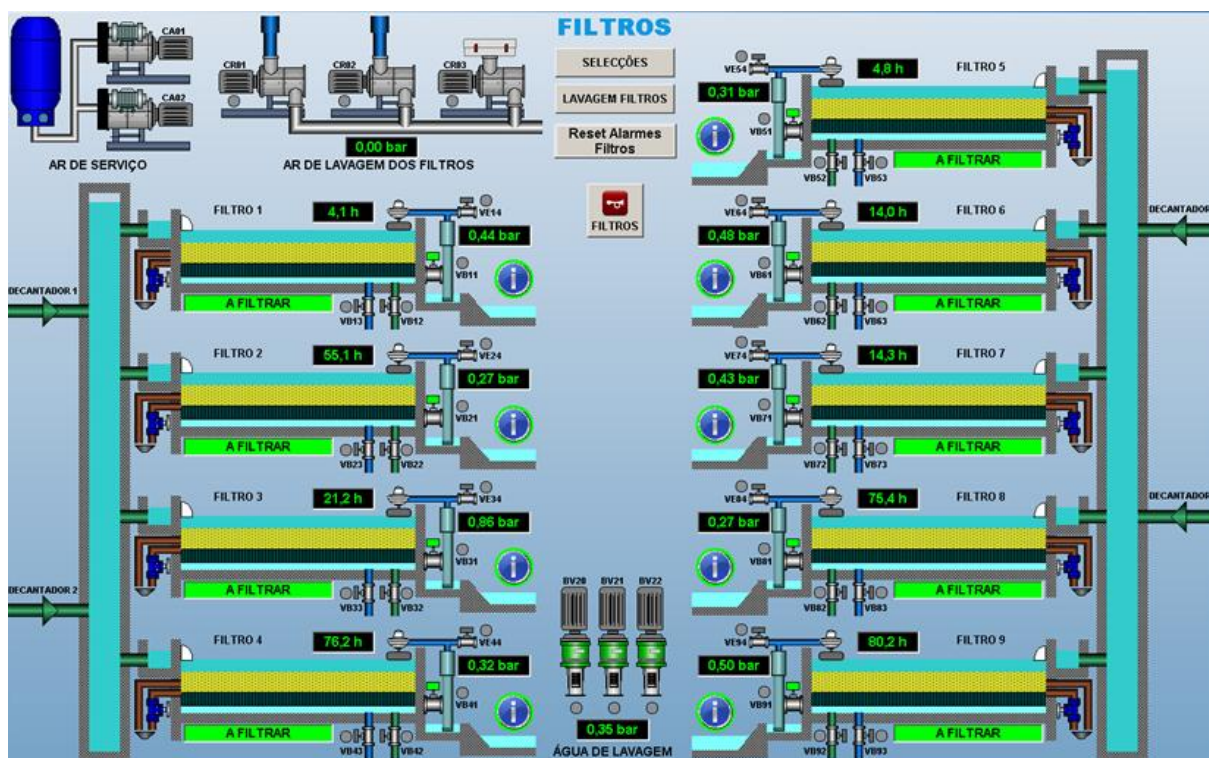 FILTROS
SELECÇÕES
LAVAGEM FILTROS
Reset Alarmes
Filtros
FILTROS
CA01
CA02
AR DE SERVIÇO
CR01
CR02
CR03
0,00 bar
AR DE LAVAGEM DOS FILTROS
DECANTADOR 1
DECANTADOR 2
FILTRO 1
4,1 h
VE14
0,44 bar
VB11
A FILTRAR
VB13
VB12
FILTRO 2
55,1 h
VE24
0,27 bar
VB21
A FILTRAR
VB23
VB22
FILTRO 3
21,2 h
VE34
0,86 bar
VB31
A FILTRAR
VB33
VB32
FILTRO 4
76,2 h
VE44
0,32 bar
VB41
A FILTRAR
VB43
VB42
BV20
BV21
BV22
0,35 bar
ÁGUA DE LAVAGEM
VE54
4,8 h
FILTRO 5
0,31 bar
VB51
A FILTRAR
VB52
VB53
VE64
14,0 h
FILTRO 6
0,48 bar
VB61
A FILTRAR
VB62
VB63
DECANTADOR
VE74
14,3 h
FILTRO 7
0,43 bar
VB71
A FILTRAR
VB72
VB73
VE84
75,4 h
FILTRO 8
0,27 bar
VB81
A FILTRAR
VB82
VB83
DECANTADOR
VE94
80,2 h
FILTRO 9
0,50 bar
VB91
A FILTRAR
VB92
VB93